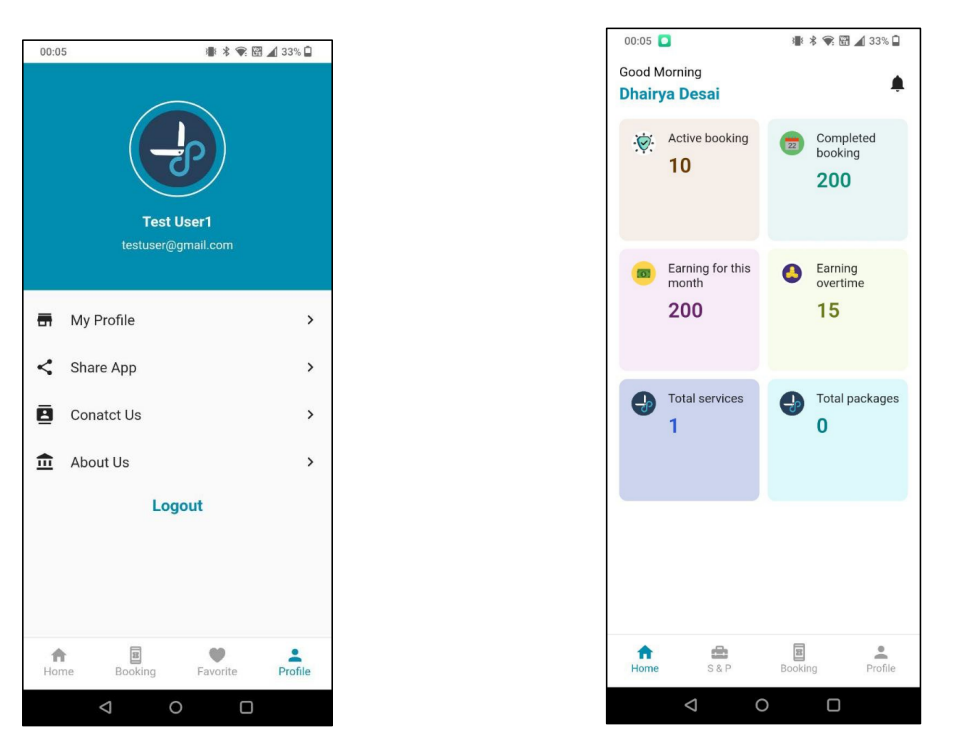 00:05
33%
Test User1
testuser@gmail.com
My Profile
Share App
Conatct Us
About Us
Logout
Home
Booking
Favorite
Profile
00:05
33%
Good Morning
Dhairya Desai
Active booking
10
Completed
booking
200
22
Earning for this
month
200
Earning
overtime
15
Total services
1
Total packages
0
Home
S & P
Booking
Profile